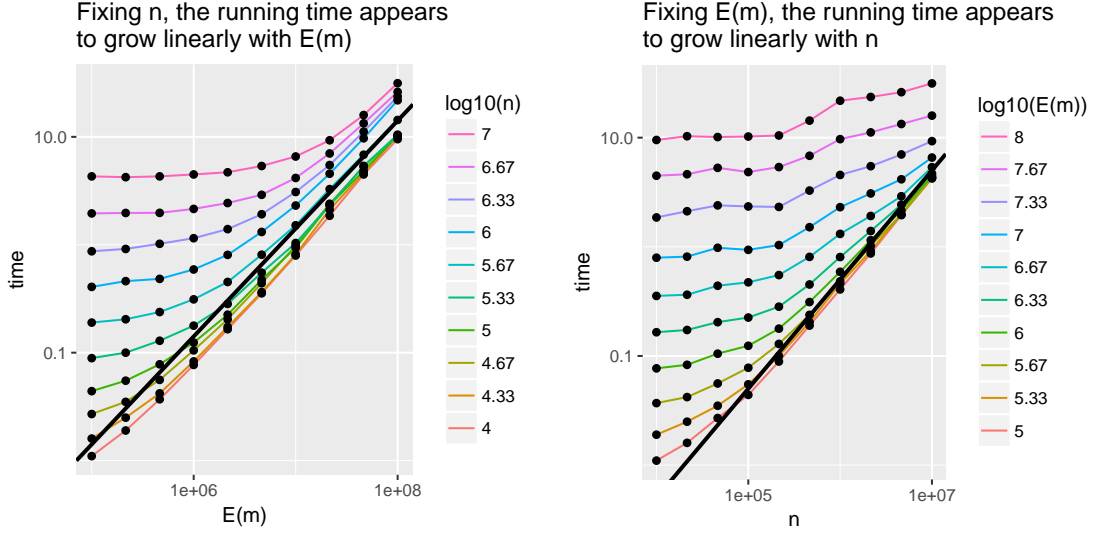 Fixing n, the running time appears
to grow linearly with E(m)
time
10.0
0.1
1e+06
1e+08
E(m)
log10(n)
7
6.67
6.33
6
5.67
5.33
5
4.67
4.33
4
Fixing E(m), the running time appears
to grow linearly with n
time
10.0
0.1
1e+05
1e+07
n
log10(E(m))
8
7.67
7.33
7
6.67
6.33
6
5.67
5.33
5